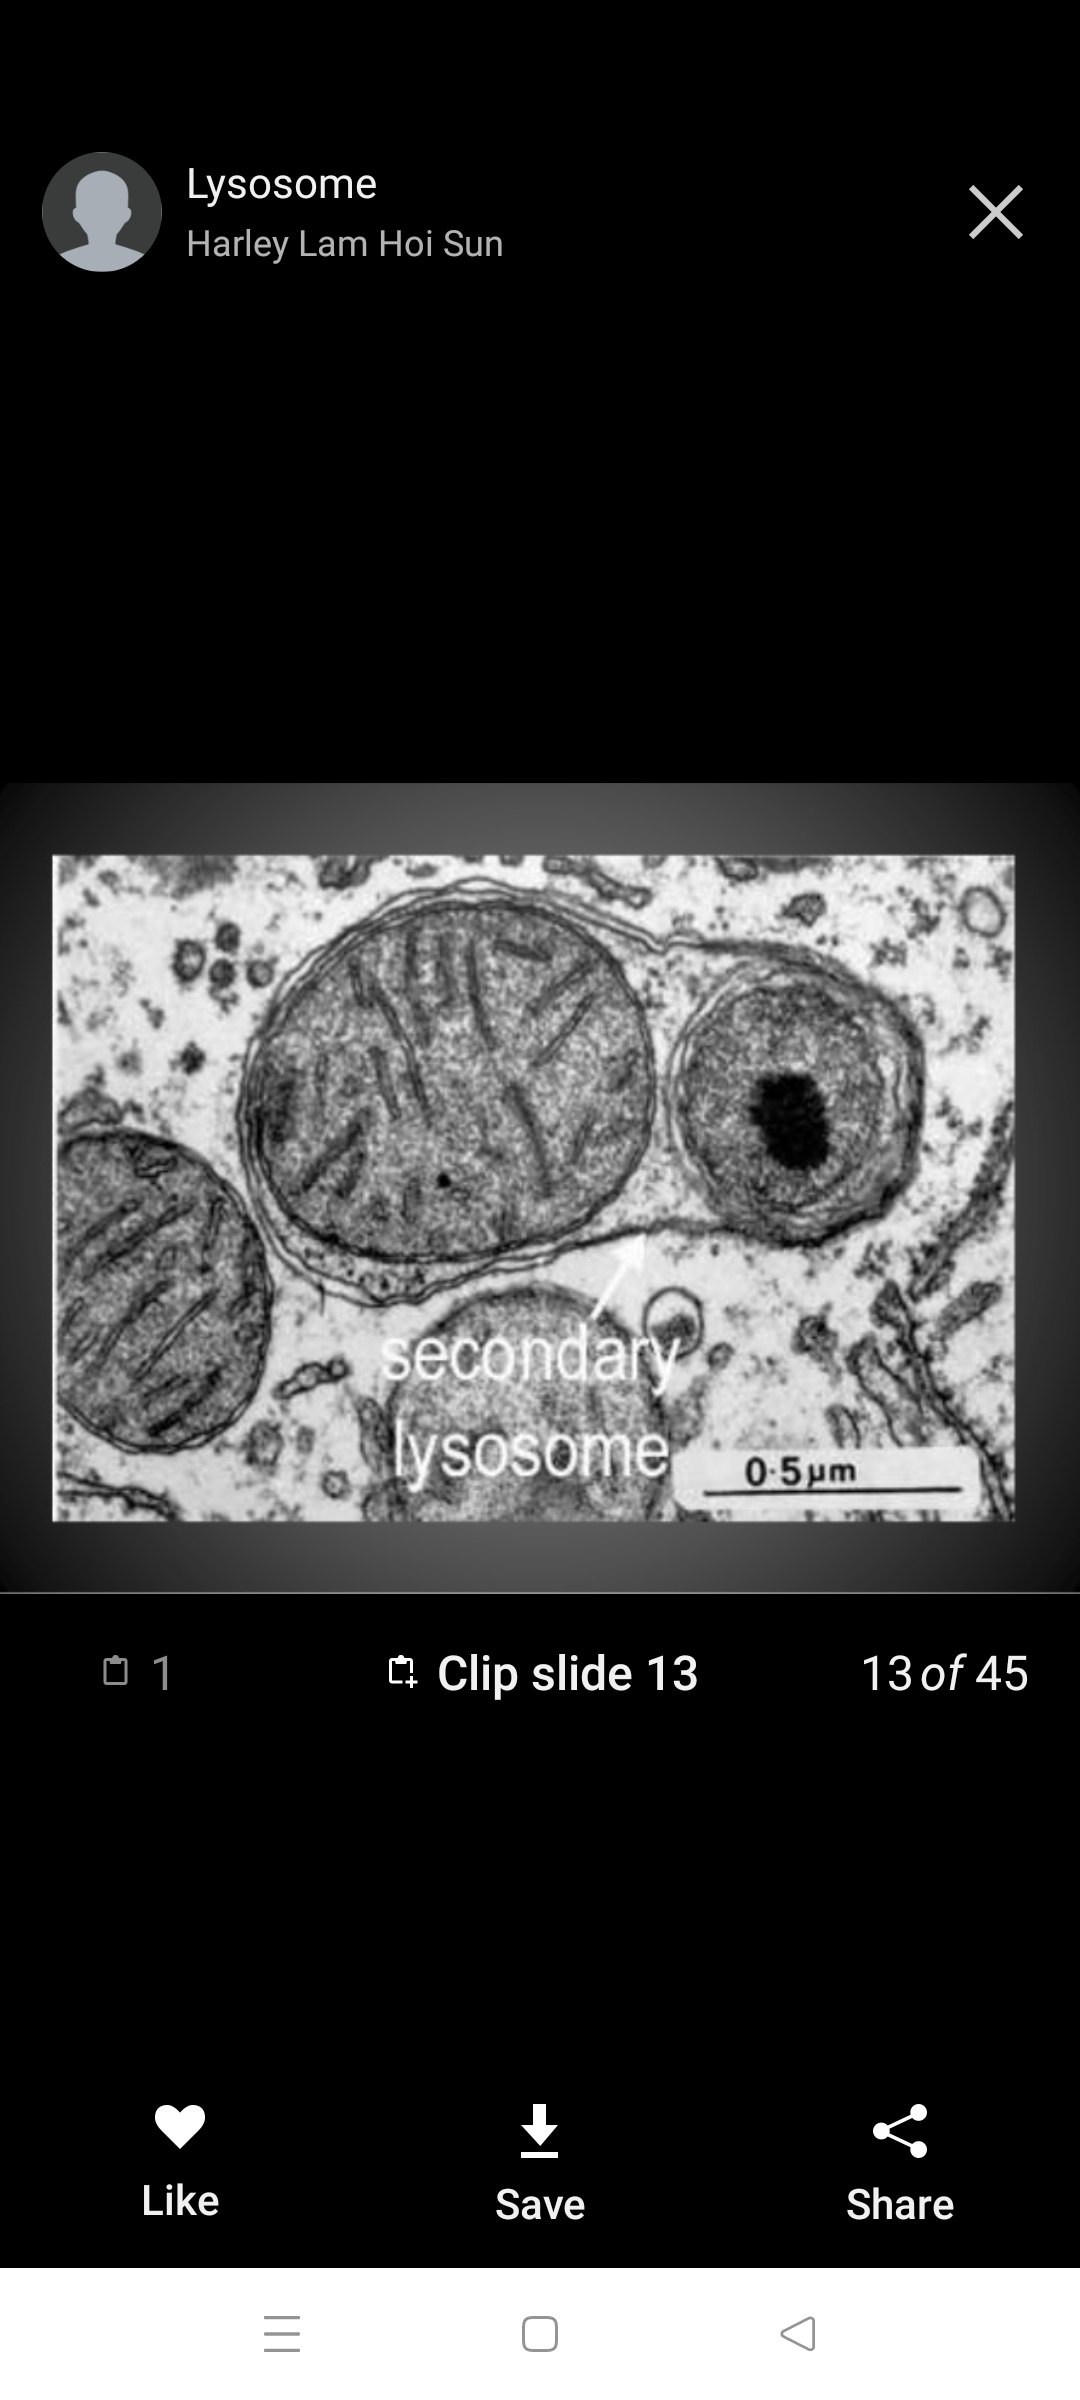 Lysosome
Harley Lam Hoi Sun
secondary
lysosome
0·5µm
1
Clip slide 13
13 of 45
Like
Save
Share